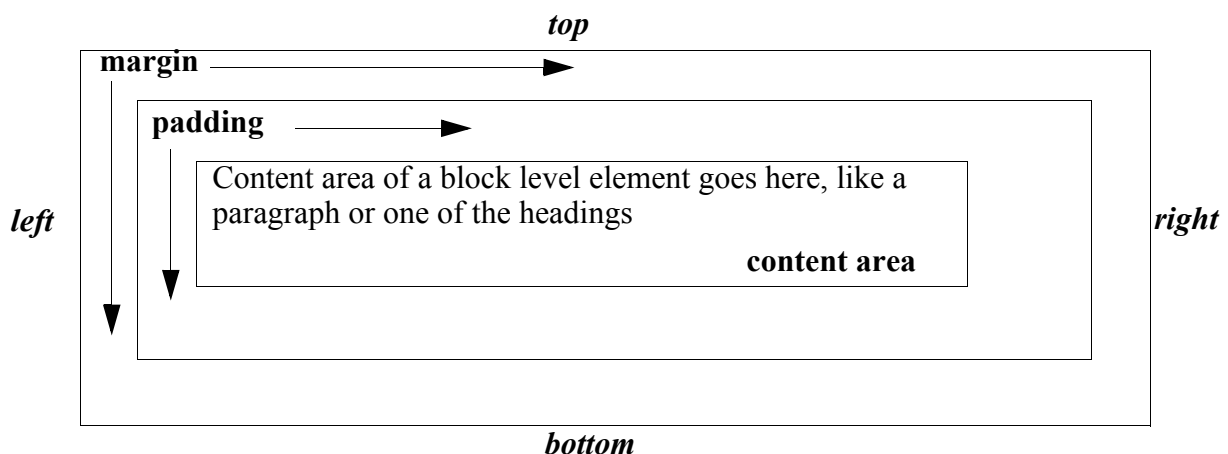 top
margin
padding
Content area of a block level element goes here, like a
paragraph or one of the headings
left
right
content area
bottom